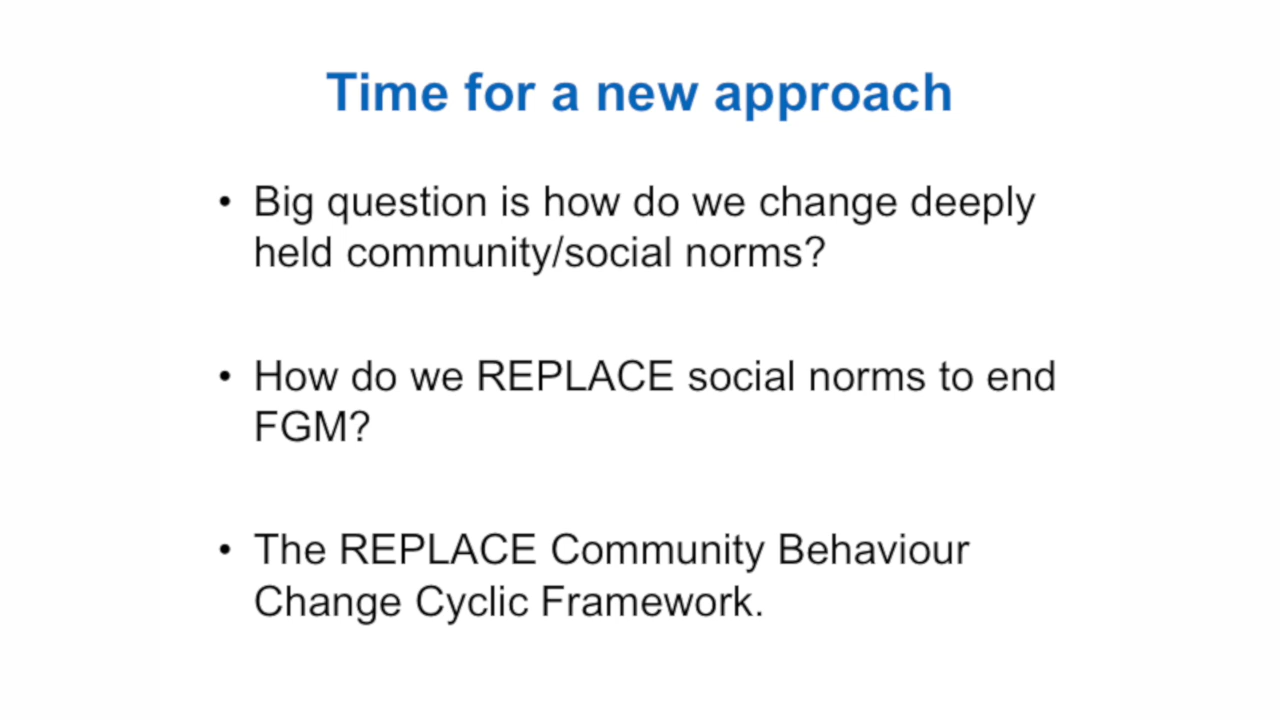 Time for a new approach
• Big question is how do we change deeply
held community/social norms?
• How do we REPLACE social norms to end
FGM?
• The REPLACE Community Behaviour
Change Cyclic Framework.